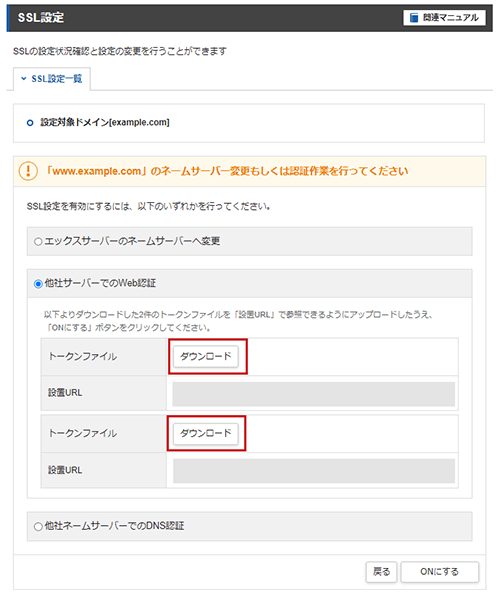 SSL設定
関連マニュアル
SSLの設定状況確認と設定の変更を行うことができます
SSL設定一覧
設定対象ドメイン[example.com]
「www.example.com」のネームサーバー変更もしくは認証作業を行ってください
SSL設定を有効にするには、以下のいずれかを行ってください。
エックスサーバーのネームサーバーへ変更
他社サーバーでのWeb認証
以下よりダウンロードした2件のトークンファイルを「設置URL」で参照できるようにアップロードしたうえ、
「ONにする」ボタンをクリックしてください。
トークンファイル
ダウンロード
設置URL
トークンファイル
ダウンロード
設置URL
他社ネームサーバーでのDNS認証
戻る
ONにする